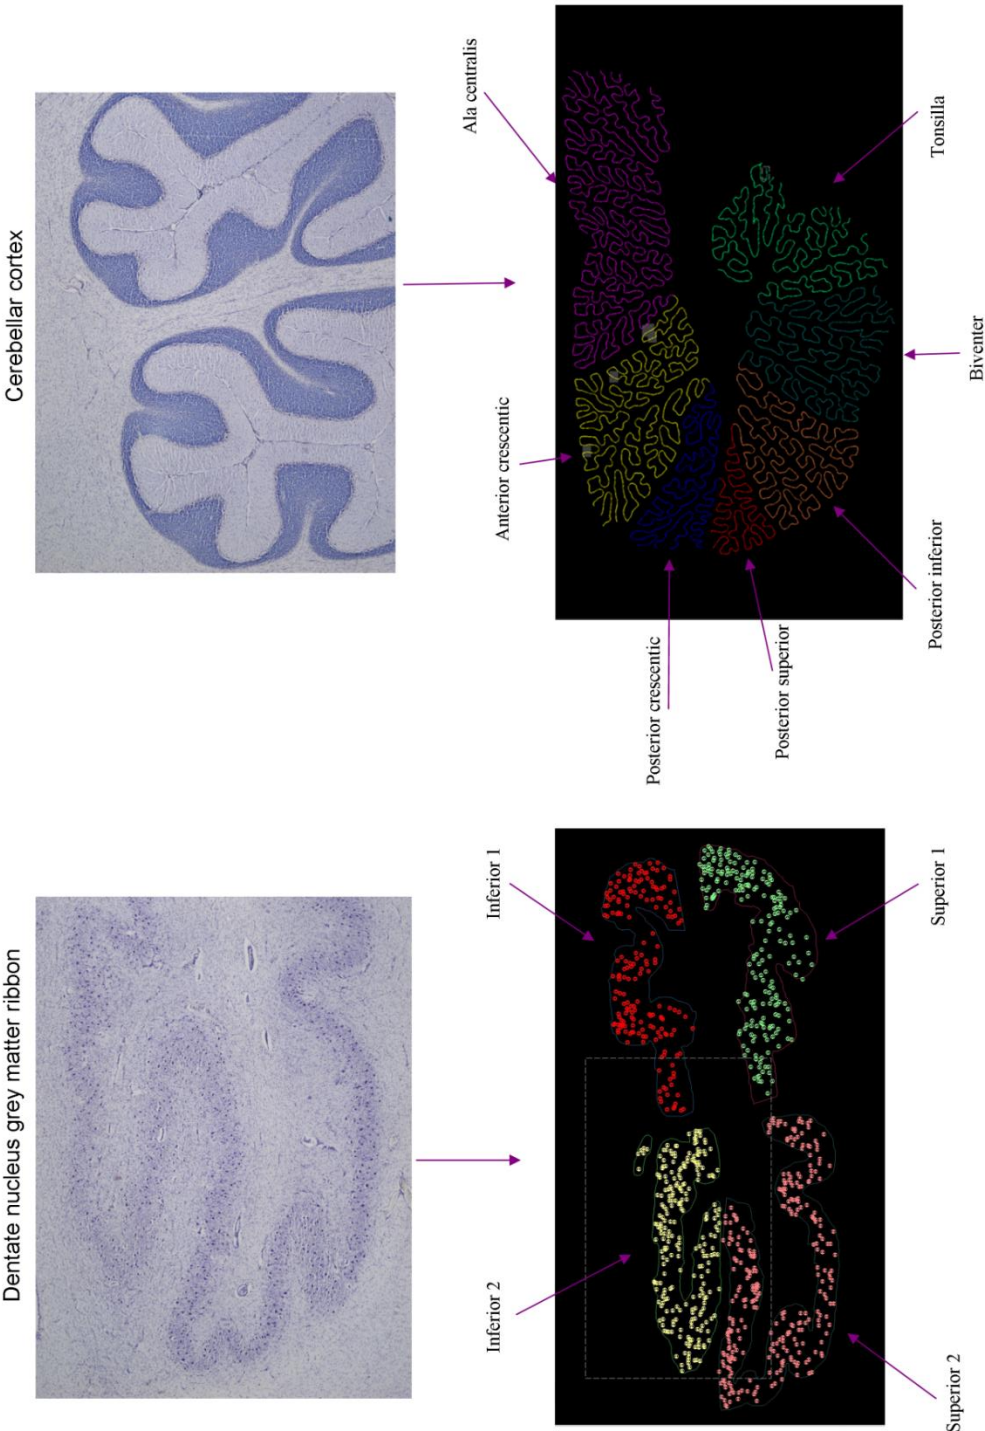 Dentate nucleus grey matter ribbon
Cerebellar cortex
Inferior 2
Inferior 1
Superior 2
Superior 1
Posterior crescentic
Anterior crescentic
Ala centralis
Posterior superior
Posterior inferior
Biventer
Tonsilla